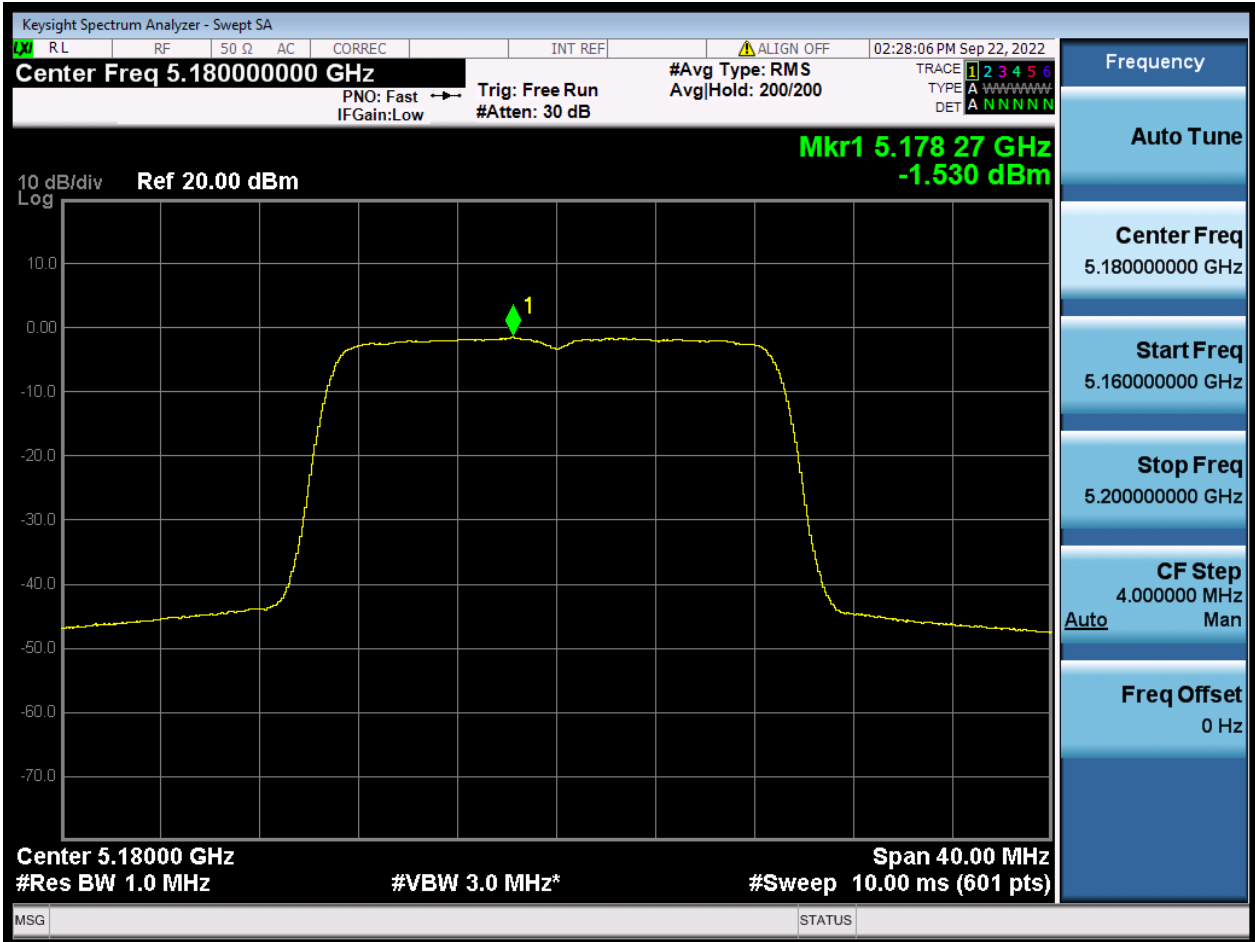 Keysight Spectrum Analyzer - Swept SA
LXI RL RF 50 Ω AC CORREC INT REF ALIGN OFF 02:28:06 PM Sep 22, 2022
Center Freq 5.180000000 GHz
PNO: Fast
IFGain:Low
Trig: Free Run
#Atten: 30 dB
#Avg Type: RMS
Avg|Hold: 200/200
TRACE 1 2 3 4 5 6
TYPE A WWWWW
DET A N N N N N
Mkr1 5.178 27 GHz
-1.530 dBm
10 dB/div Ref 20.00 dBm
Log
10.0
0.00
-10.0
-20.0
-30.0
-40.0
-50.0
-60.0
-70.0
1
Center 5.18000 GHz Span 40.00 MHz
#Res BW 1.0 MHz #VBW 3.0 MHz* #Sweep 10.00 ms (601 pts)
Frequency
Auto Tune
Center Freq
5.180000000 GHz
Start Freq
5.160000000 GHz
Stop Freq
5.200000000 GHz
CF Step
4.000000 MHz
Auto Man
Freq Offset
0 Hz
MSG STATUS